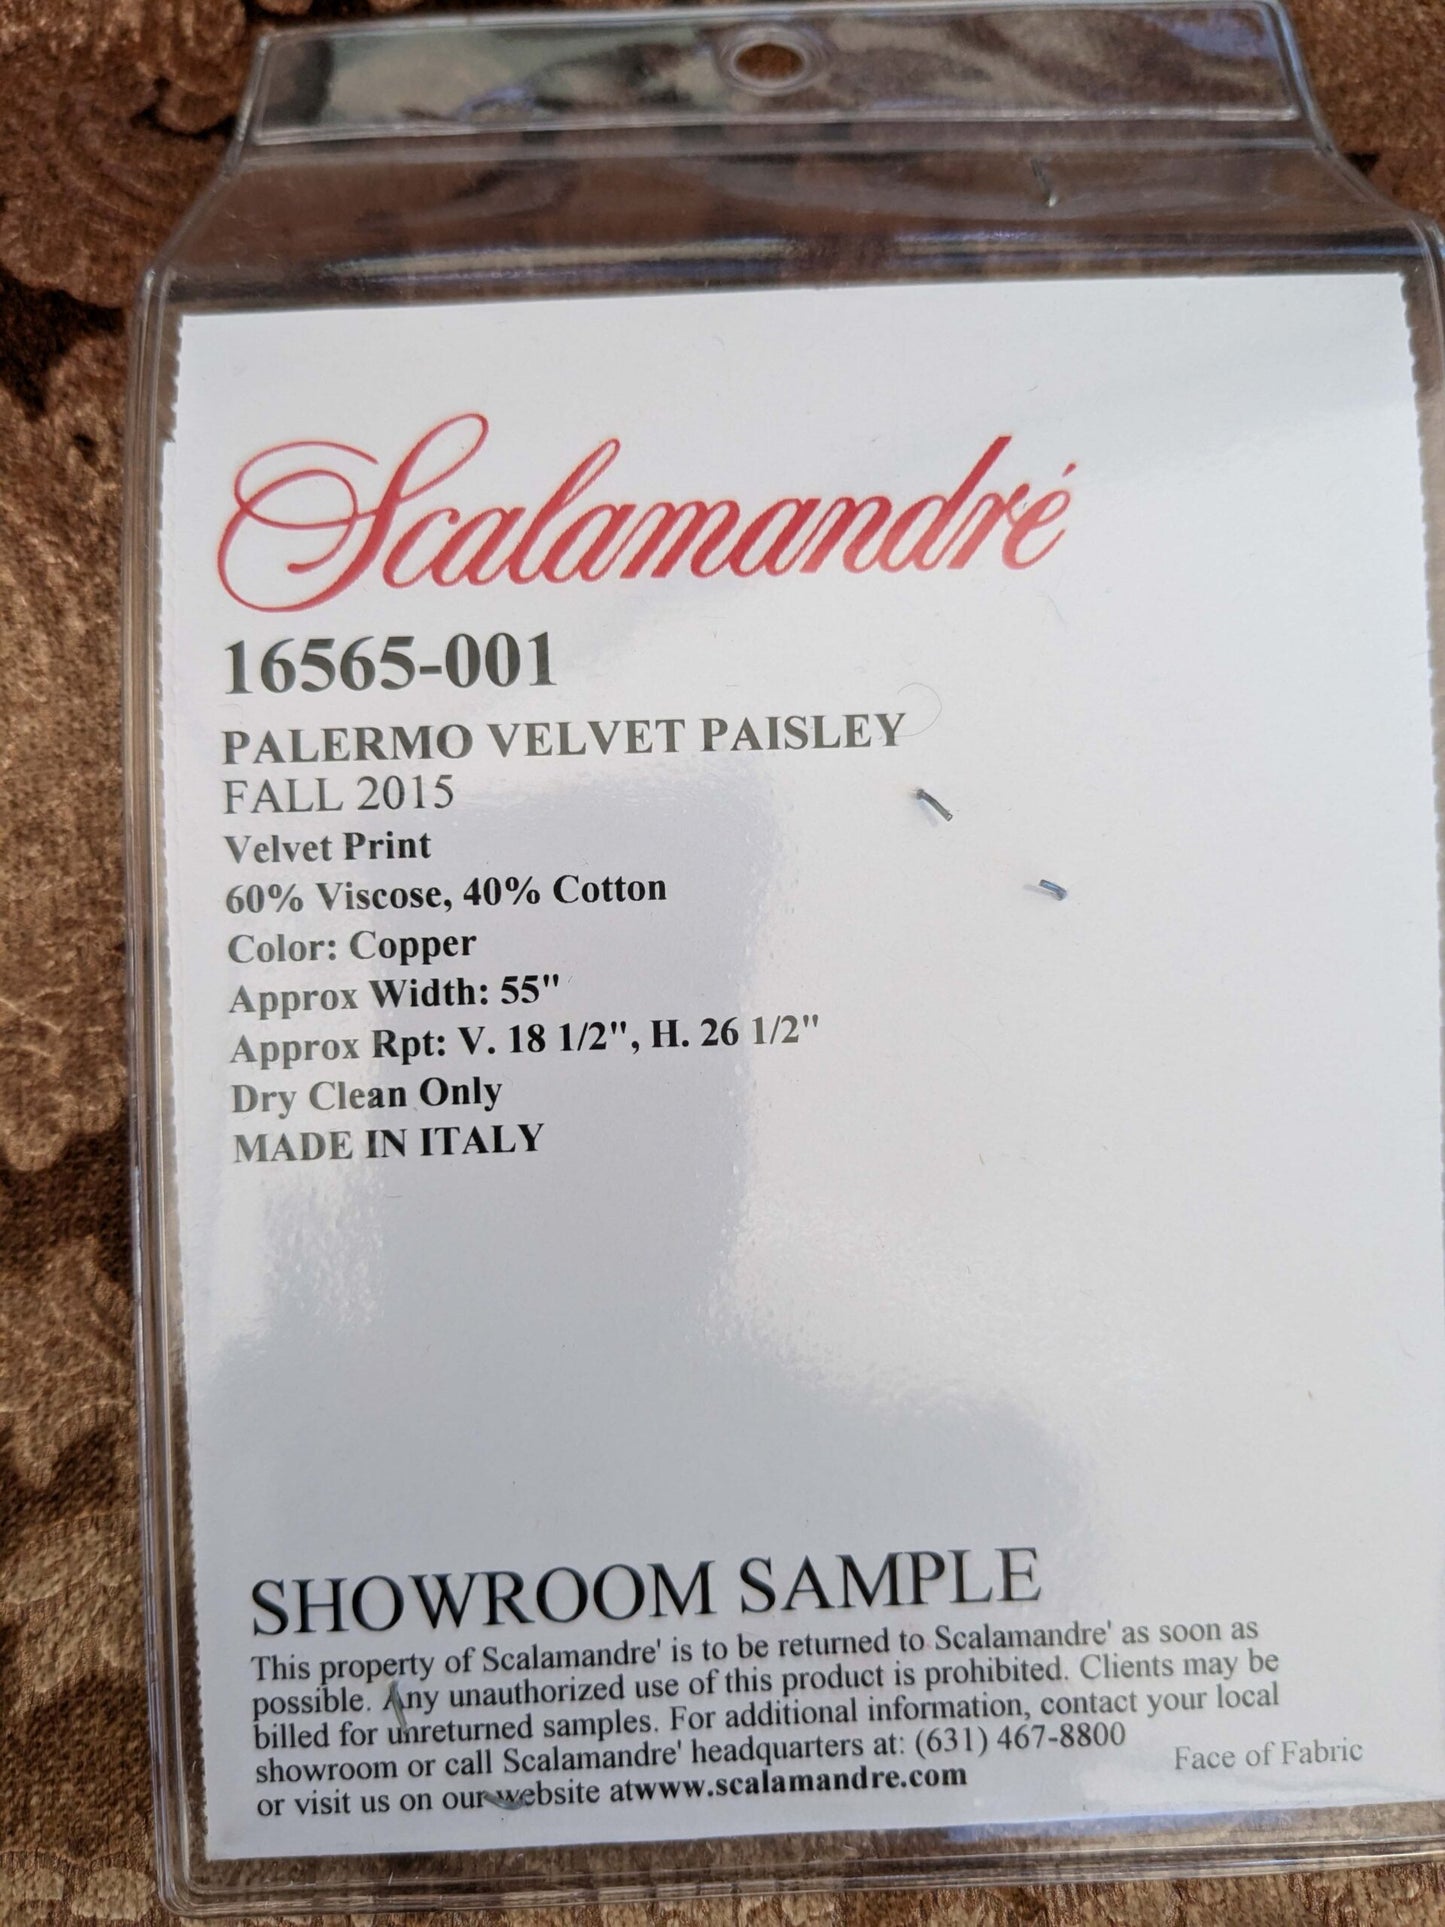 Scalamandré
16565-001
PALERMO VELVET PAISLEY
FALL 2015
Velvet Print
60% Viscose, 40% Cotton
Color: Copper
Approx Width: 55"
Approx Rpt: V. 18 1/2", H. 26 1/2"
Dry Clean Only
MADE IN ITALY
SHOWROOM SAMPLE
This property of Scalamandre' is to be returned to Scalamandre' as soon as
possible. Any unauthorized use of this product is prohibited. Clients may be
billed for unreturned samples. For additional information, contact your local
showroom or call Scalamandre' headquarters at: (631) 467-8800
or visit us on our website atwww.scalamandre.com
Face of Fabric